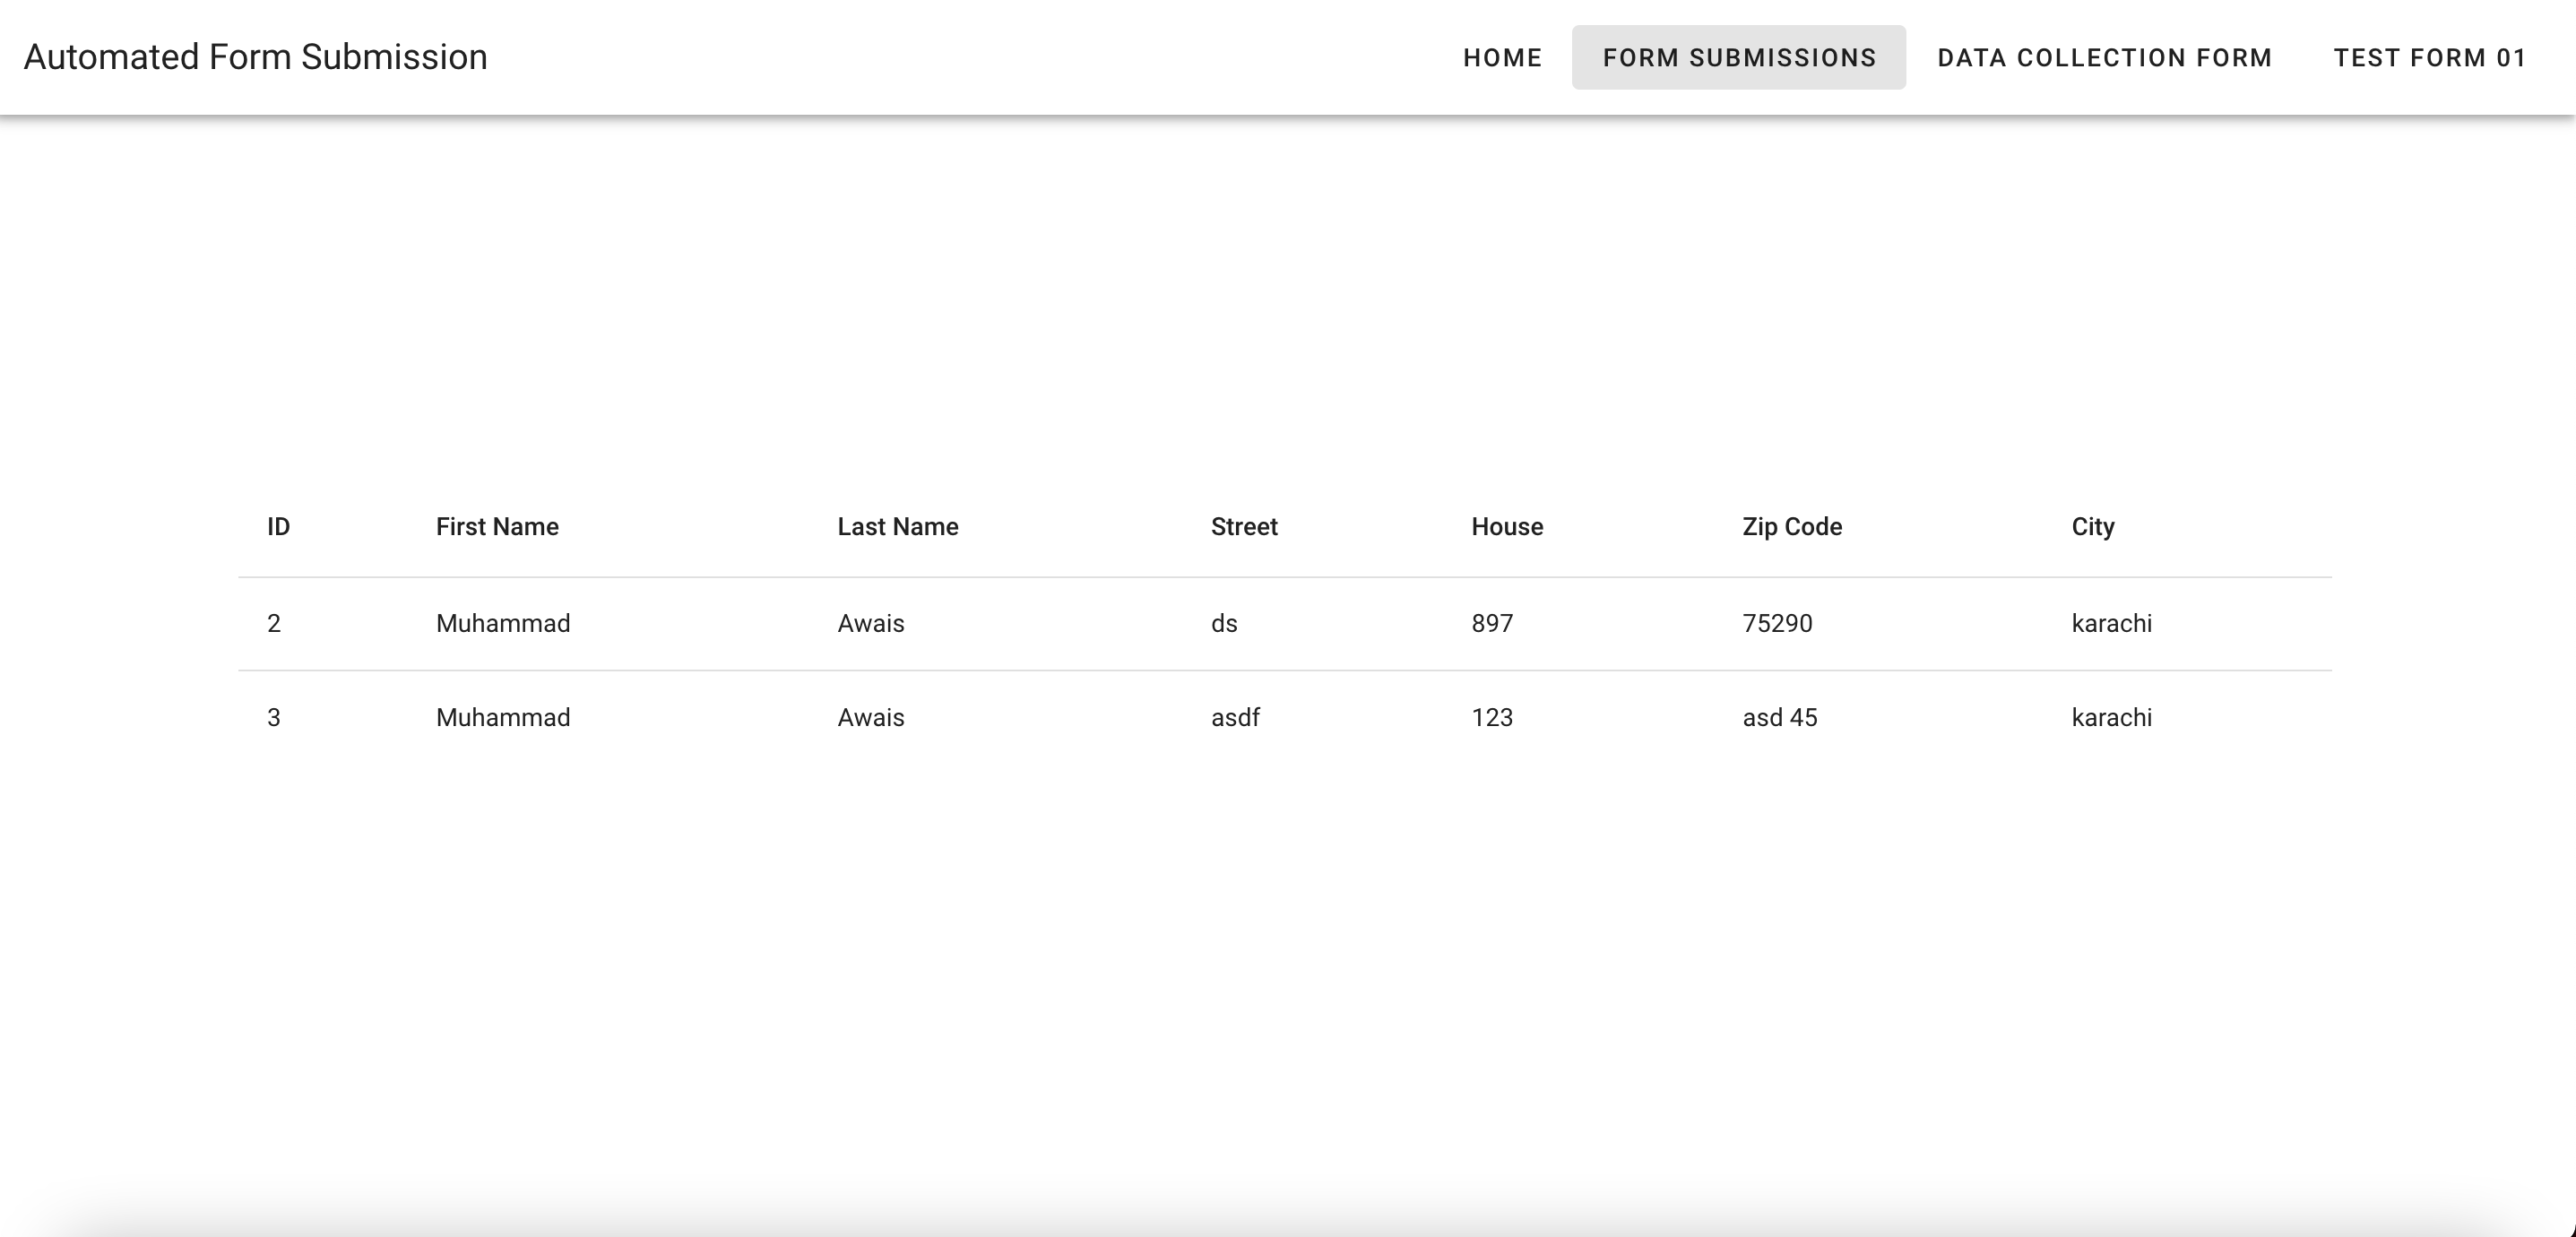 Automated Form Submission HOME FORM SUBMISSIONS DATA COLLECTION FORM TEST FORM 01
ID First Name Last Name Street House Zip Code City
2 Muhammad Awais ds 897 75290 karachi
3 Muhammad Awais asdf 123 asd 45 karachi